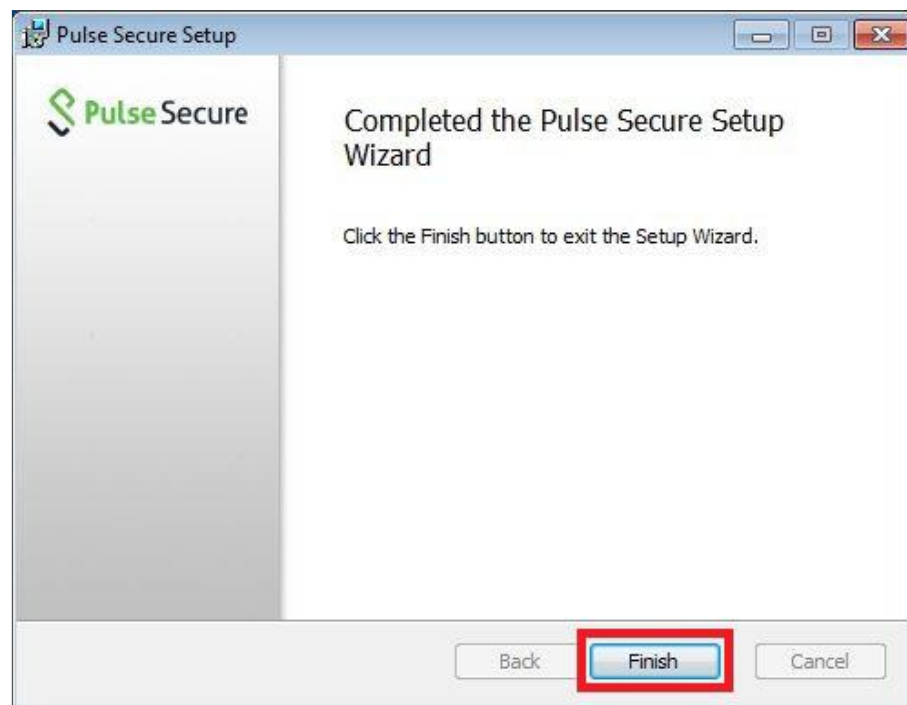 Pulse Secure Setup
Pulse Secure
Completed the Pulse Secure Setup
Wizard
Click the Finish button to exit the Setup Wizard.
Back
Finish
Cancel